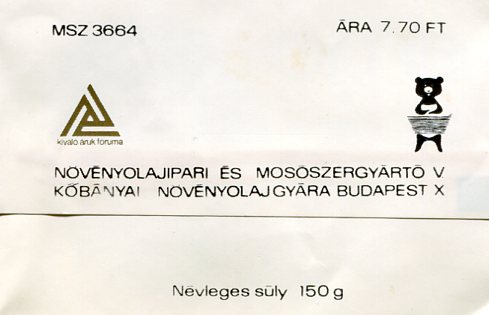 MSZ 3664
ÁRA 7.70 FT
kiváló áruk fóruma
NÖVÉNYOLAJIPARI ÉS MOSÓSZERGYÁRTÓ V
KŐBÁNYAI NÖVÉNYOLAJGYÁRA BUDAPEST X
Névleges súly 150 g